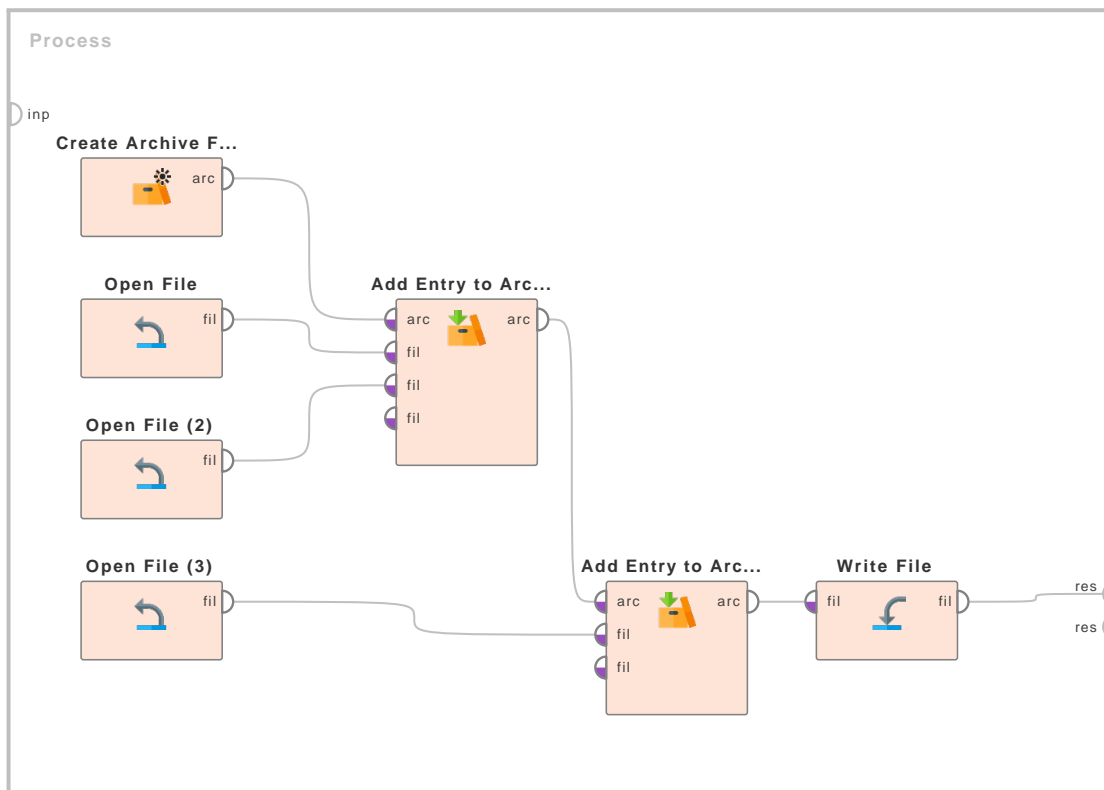 Process
inp
Create Archive F...
arc
Open File
fil
Add Entry to Arc...
arc
arc
fil
fil
fil
Open File (2)
fil
Open File (3)
fil
Add Entry to Arc...
arc
arc
fil
fil
Write File
fil
fil
res
res